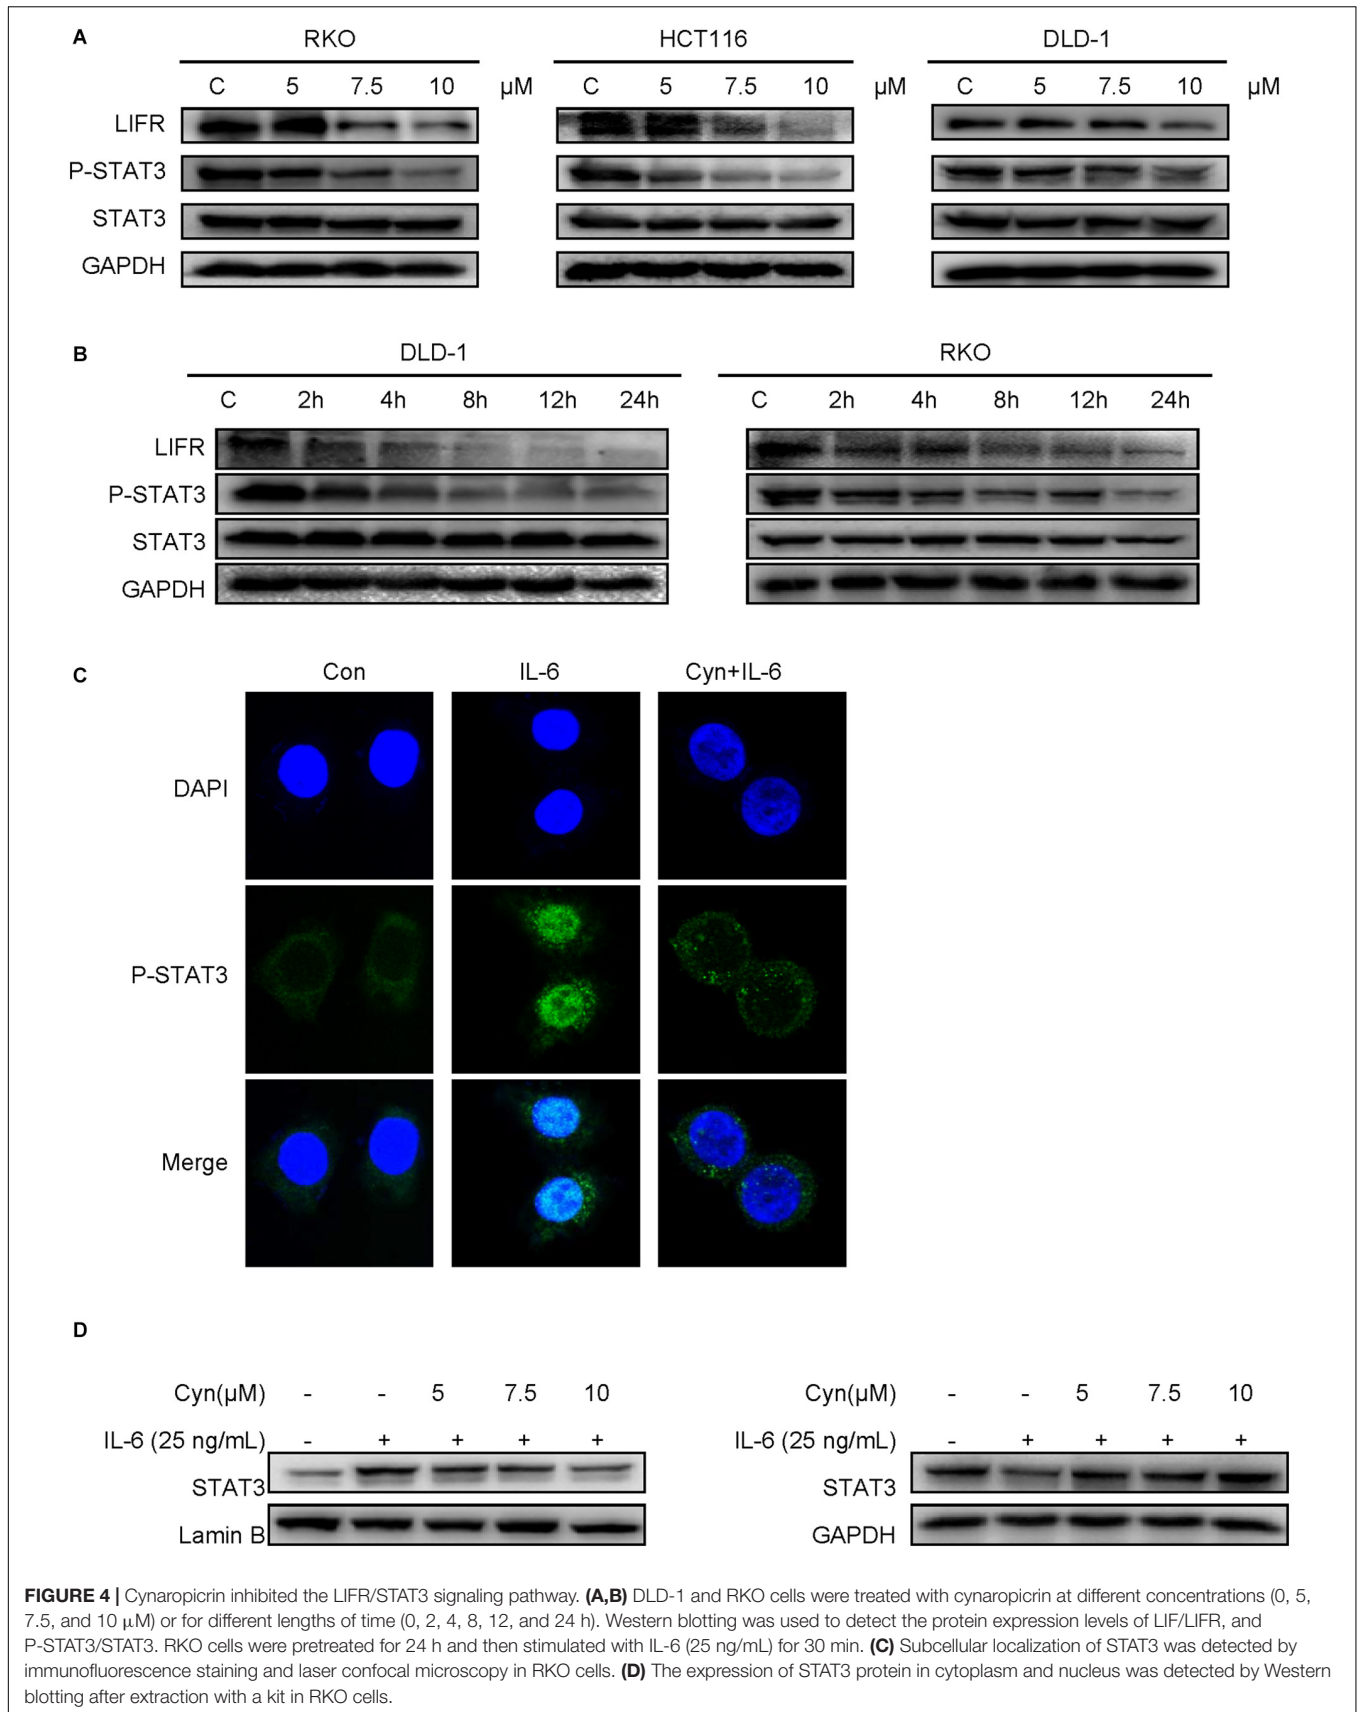 A
RKO HCT116 DLD-1
C 5 7.5 10 µM C 5 7.5 10 µM C 5 7.5 10 µM
LIFR
P-STAT3
STAT3
GAPDH
B
DLD-1 RKO
C 2h 4h 8h 12h 24h C 2h 4h 8h 12h 24h
LIFR
P-STAT3
STAT3
GAPDH
C
Con IL-6 Cyn+IL-6
DAPI
P-STAT3
Merge
D
Cyn(µM) - - 5 7.5 10 Cyn(µM) - - 5 7.5 10
IL-6 (25 ng/mL) - + + + + IL-6 (25 ng/mL) - + + + +
STAT3 STAT3
Lamin B GAPDH
FIGURE 4 | Cynaropicrin inhibited the LIFR/STAT3 signaling pathway. (A,B) DLD-1 and RKO cells were treated with cynaropicrin at different concentrations (0, 5,
7.5, and 10 µM) or for different lengths of time (0, 2, 4, 8, 12, and 24 h). Western blotting was used to detect the protein expression levels of LIF/LIFR, and
P-STAT3/STAT3. RKO cells were pretreated for 24 h and then stimulated with IL-6 (25 ng/mL) for 30 min. (C) Subcellular localization of STAT3 was detected by
immunofluorescence staining and laser confocal microscopy in RKO cells. (D) The expression of STAT3 protein in cytoplasm and nucleus was detected by Western
blotting after extraction with a kit in RKO cells.